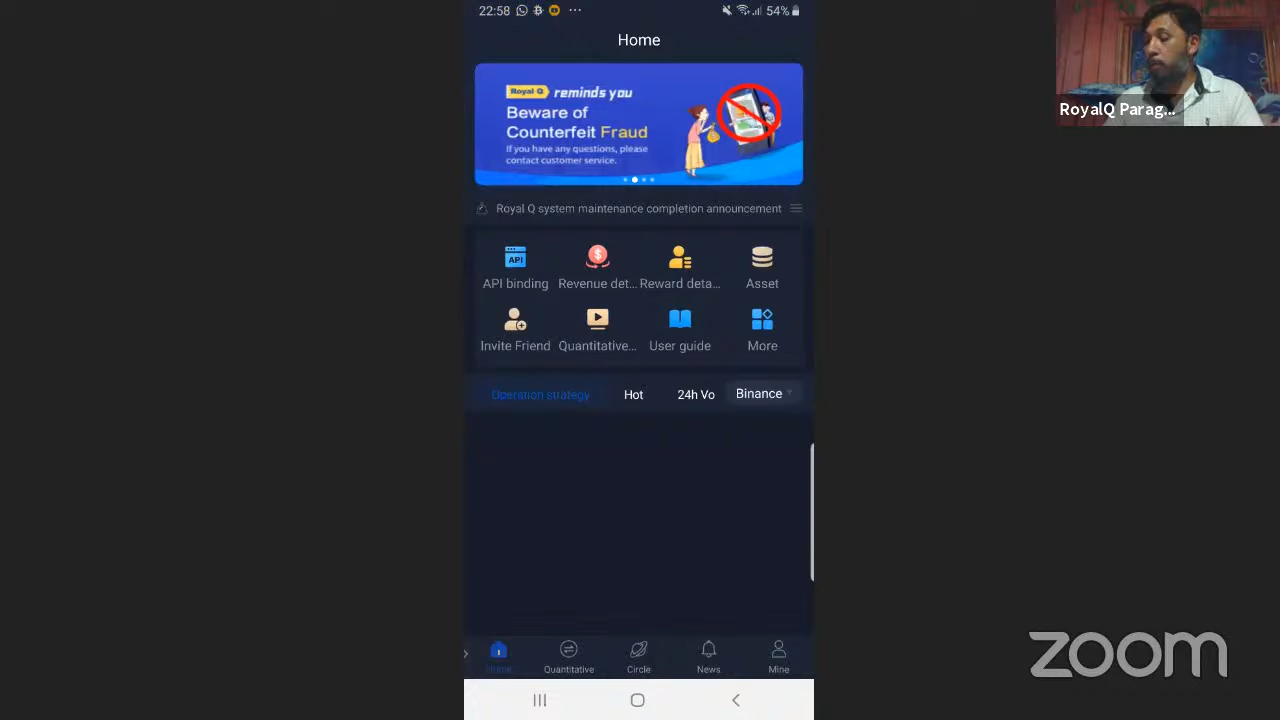 22:58
54%
Home
Royal Q reminds you
Beware of
Counterfeit Fraud
If you have any questions, please
contact customer service.
Royal Q system maintenance completion announcement
API
API binding
Revenue det...
Reward deta...
Asset
Invite Friend
Quantitative...
User guide
More
Operation strategy
Hot
24h Vo
Binance
Home
Quantitative
Circle
News
Mine
RoyalQ Parag...
zoom